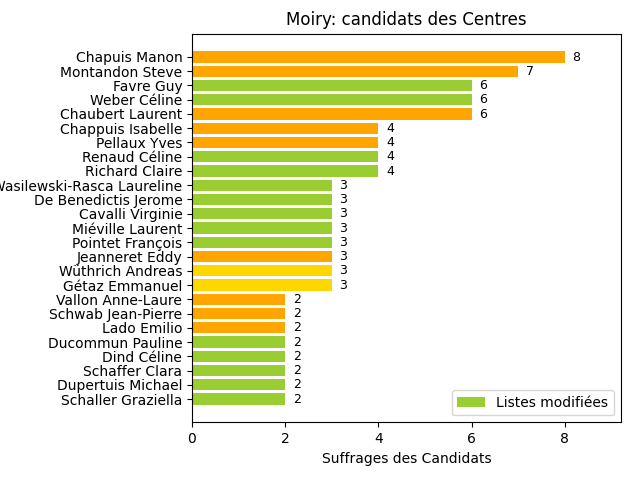 Moiry: candidats des Centres
Chapuis Manon 8
Montandon Steve 7
Favre Guy 6
Weber Céline 6
Chaubert Laurent 6
Chappuis Isabelle 4
Pellaux Yves 4
Renaud Céline 4
Richard Claire 4
Wasilewski-Rasca Laureline 3
De Benedictis Jerome 3
Cavalli Virginie 3
Miéville Laurent 3
Pointet François 3
Jeanneret Eddy 3
Wüthrich Andreas 3
Gétaz Emmanuel 3
Vallon Anne-Laure 2
Schwab Jean-Pierre 2
Lado Emilio 2
Ducommun Pauline 2
Dind Céline 2
Schaffer Clara 2
Dupertuis Michael 2
Schaller Graziella 2
Listes modifiées
0 2 4 6 8
Suffrages des Candidats